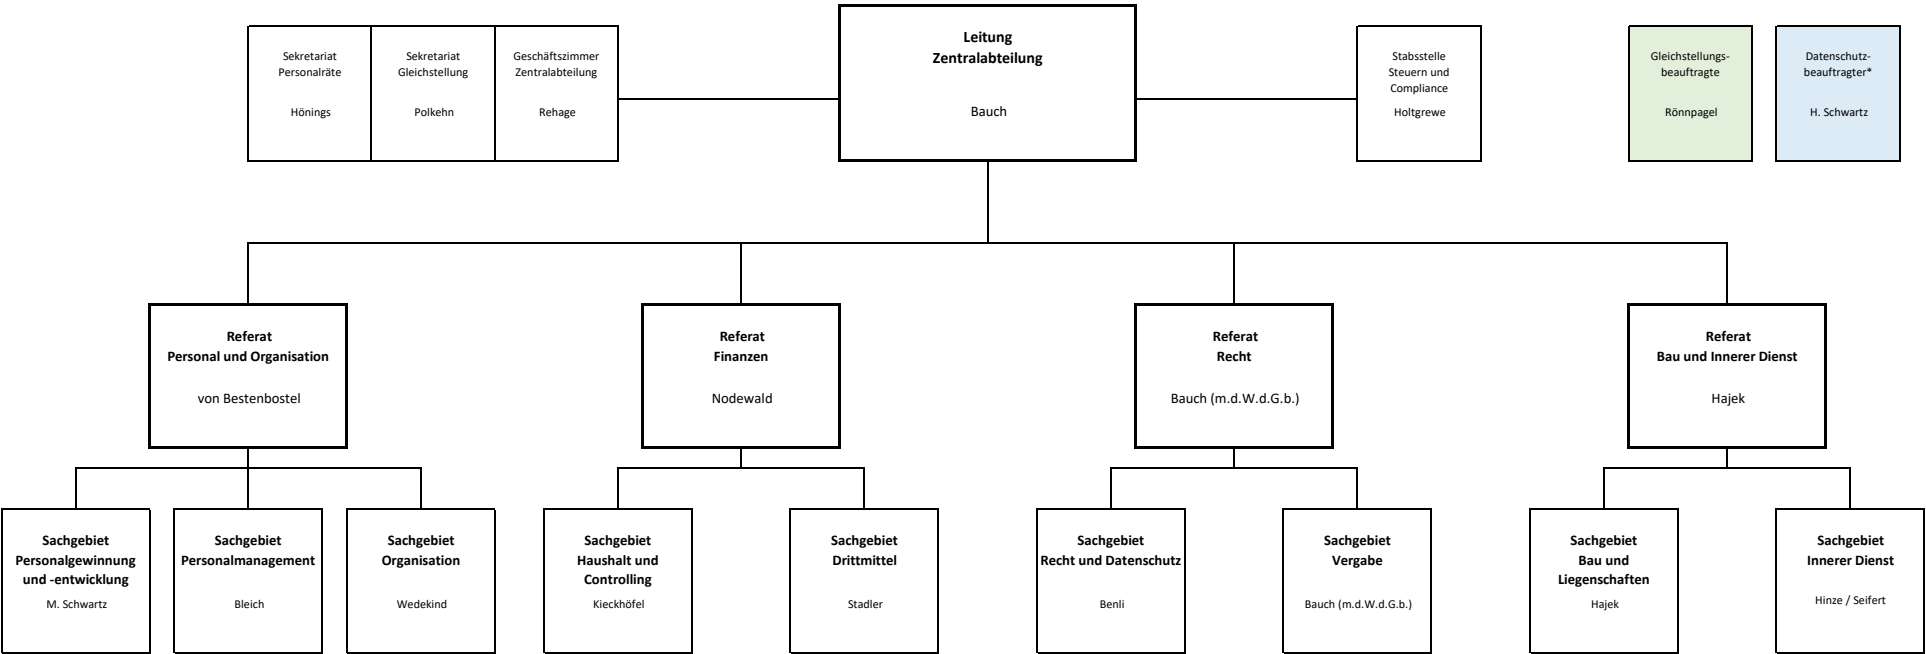 Sekretariat
Personalräte
Hönings
Sekretariat
Gleichstellung
Polkehn
Geschäftszimmer
Zentralabteilung
Rehage
Leitung
Zentralabteilung
Bauch
Stabsstelle
Steuern und
Compliance
Holtgrewe
Gleichstellungs-
beauftragte
Rönnpagel
Datenschutz-
beauftragter*
H. Schwartz
Referat
Personal und Organisation
von Bestenbostel
Referat
Finanzen
Nodewald
Referat
Recht
Bauch (m.d.W.d.G.b.)
Referat
Bau und Innerer Dienst
Hajek
Sachgebiet
Personalgewinnung
und -entwicklung
M. Schwartz
Sachgebiet
Personalmanagement
Bleich
Sachgebiet
Organisation
Wedekind
Sachgebiet
Haushalt und
Controlling
Kieckhöfel
Sachgebiet
Drittmittel
Stadler
Sachgebiet
Recht und Datenschutz
Benli
Sachgebiet
Vergabe
Bauch (m.d.W.d.G.b.)
Sachgebiet
Bau und
Liegenschaften
Hajek
Sachgebiet
Innerer Dienst
Hinze / Seifert